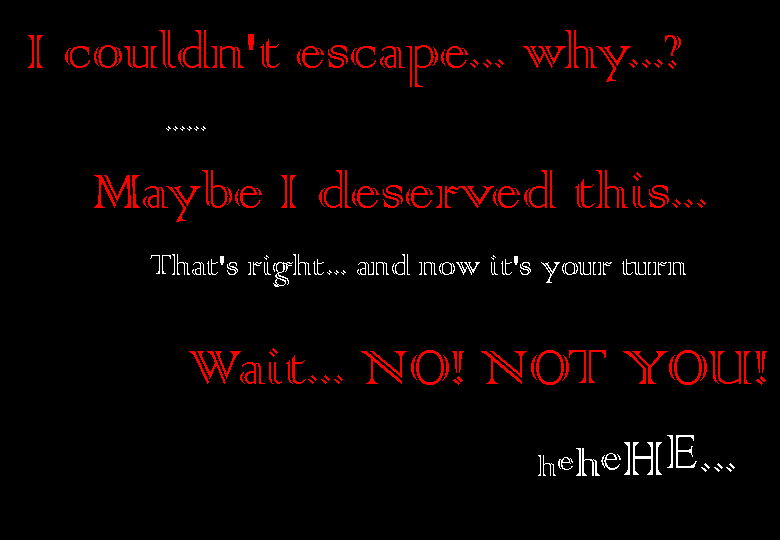 I couldn't escape... why...?
......
Maybe I deserved this...
That's right... and now it's your turn
Wait... NO! NOT YOU!
heheHE...